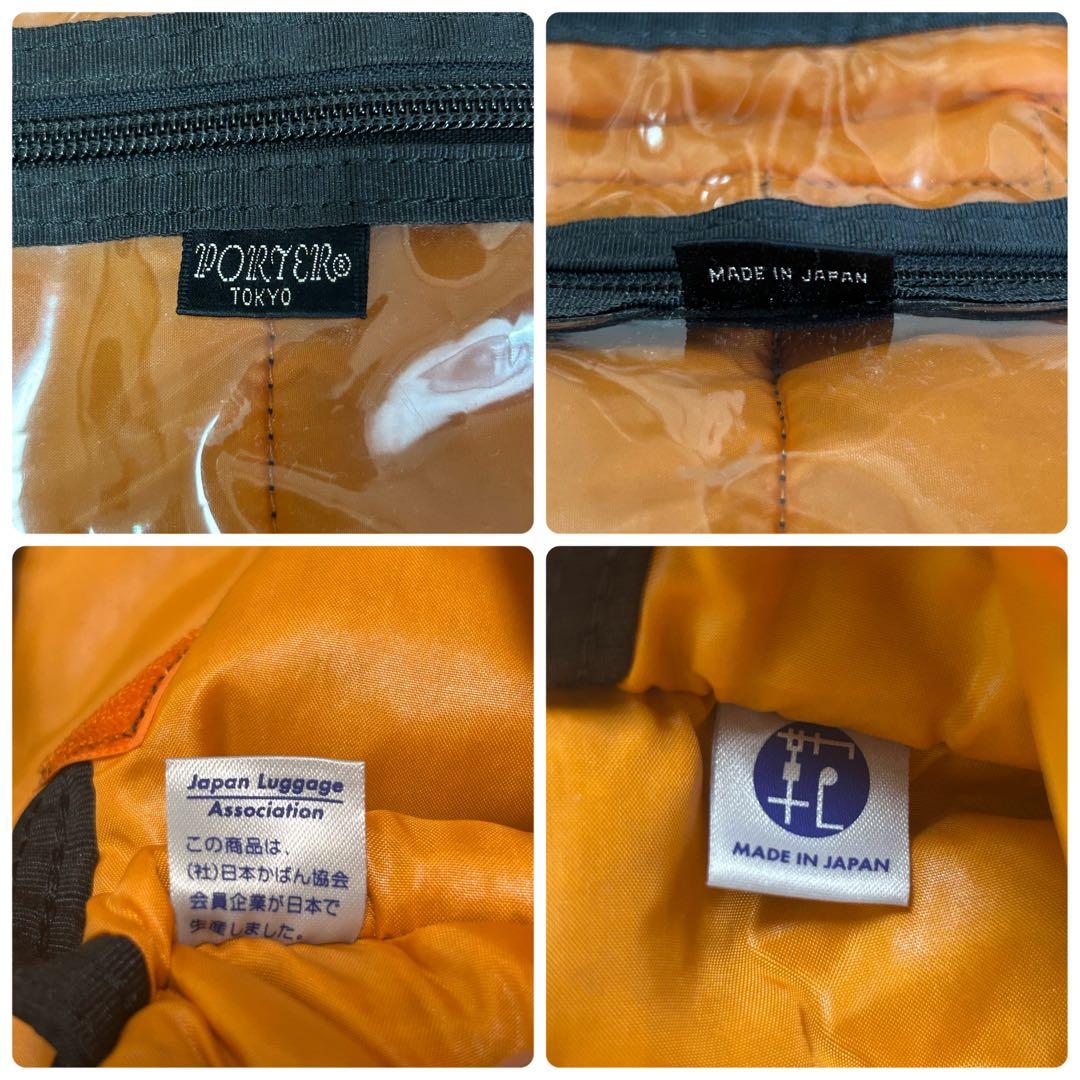 PORTER®
TOKYO
MADE IN JAPAN
Japan Luggage
Association
この商品は、
(社)日本かばん協会
会員企業が日本で
生産しました。
鞄
MADE IN JAPAN